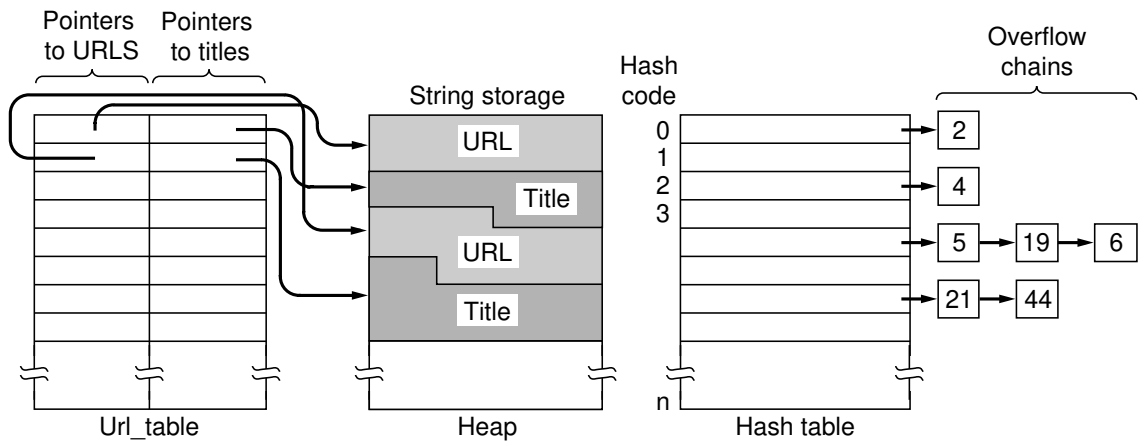 Pointers
to URLS
Pointers
to titles
String storage
Hash
code
Overflow
chains
URL
Title
URL
Title
0
1
2
3
n
2
4
5 19 6
21 44
Url_table
Heap
Hash table